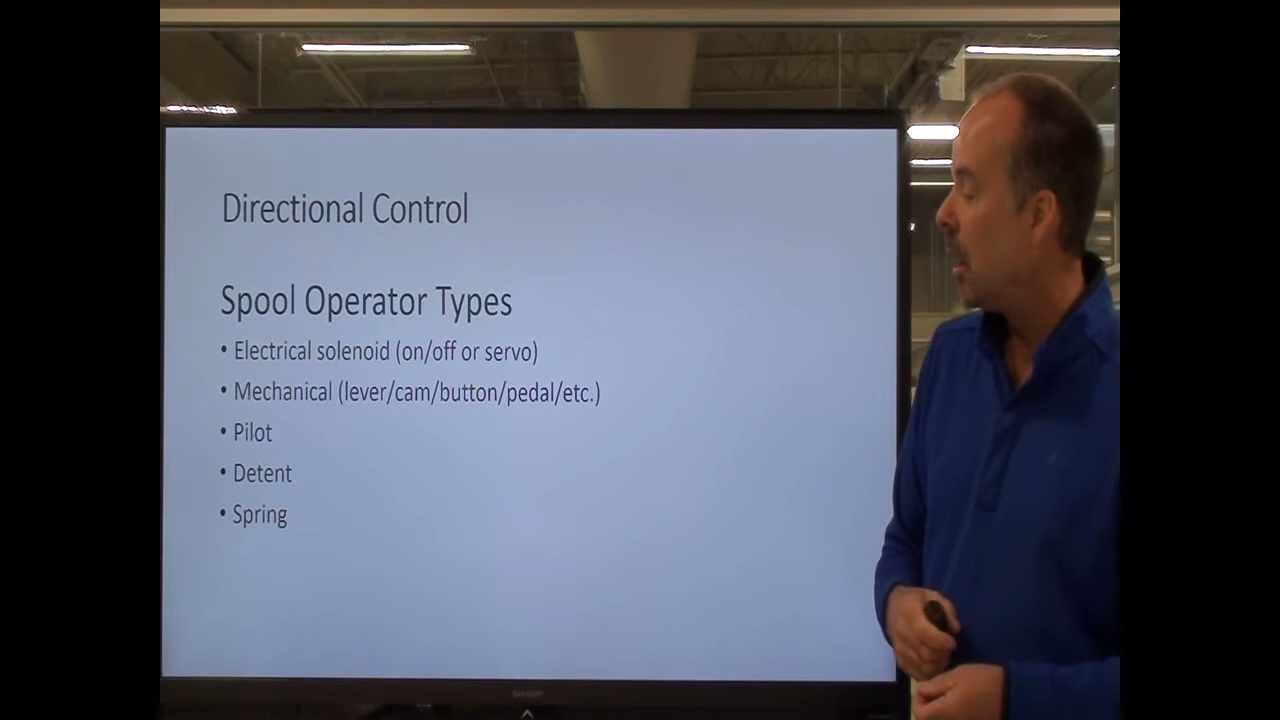 Directional Control
Spool Operator Types
• Electrical solenoid (on/off or servo)
• Mechanical (lever/cam/button/pedal/etc.)
• Pilot
• Detent
• Spring
SHARP